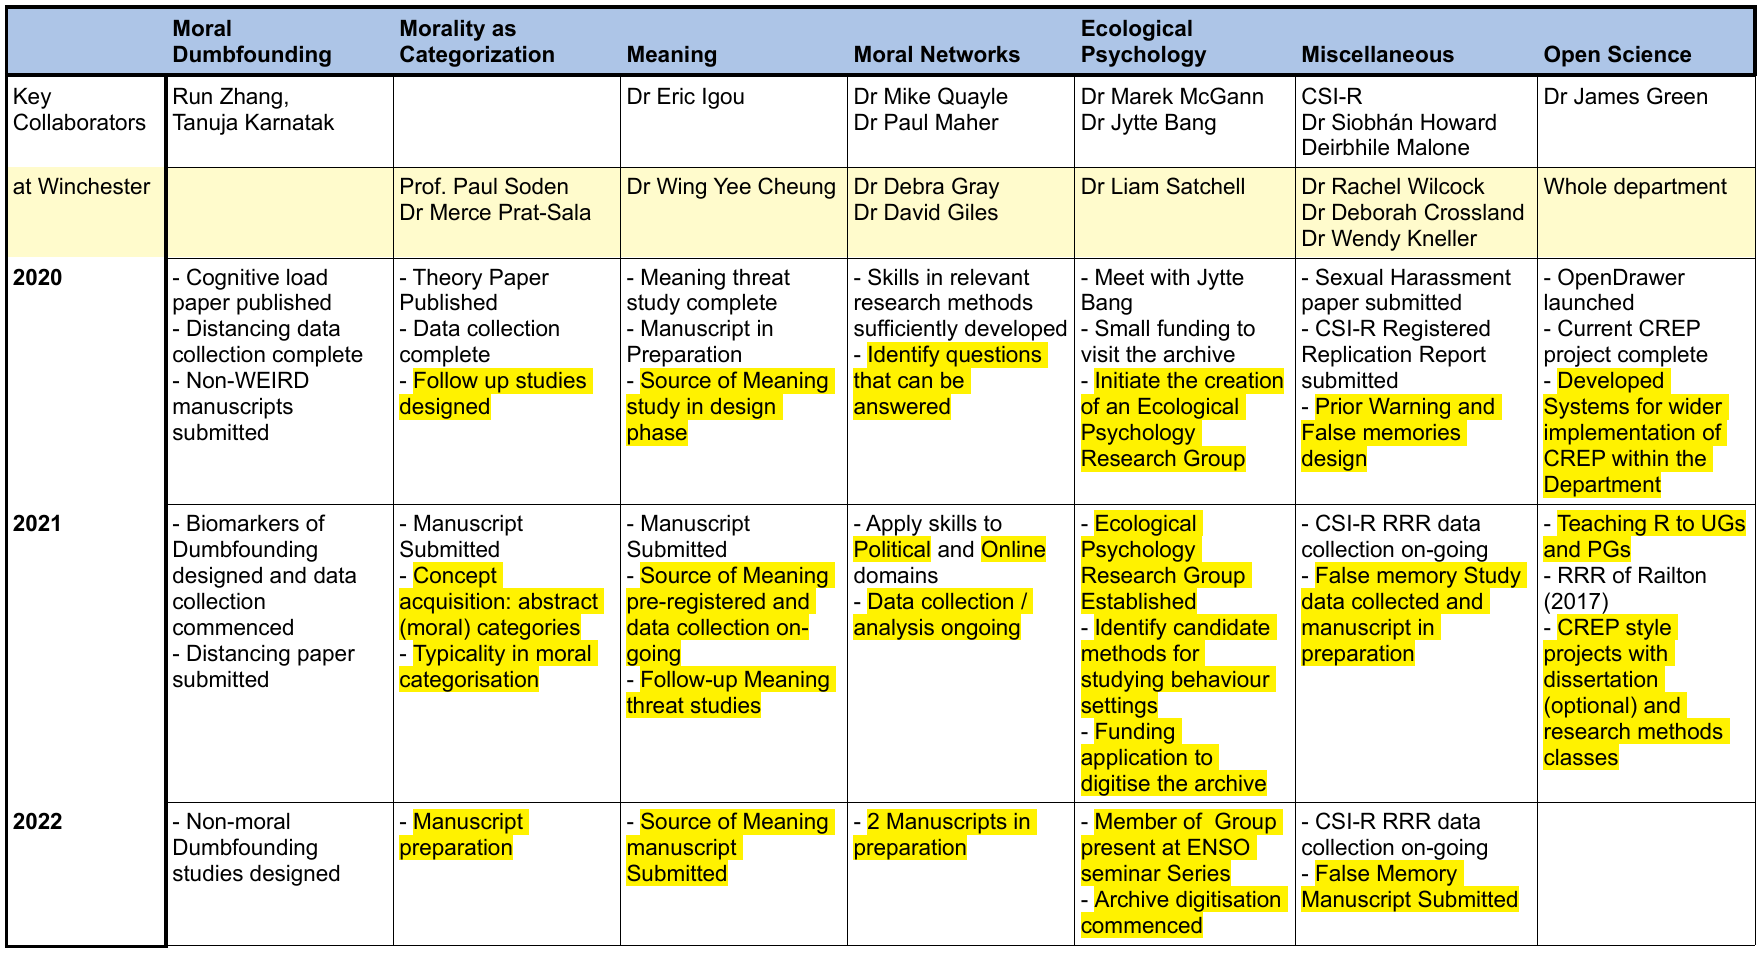 Moral
Dumbfounding
Morality as
Categorization
Meaning
Moral Networks
Ecological
Psychology
Miscellaneous
Open Science
Key
Collaborators
Run Zhang,
Tanuja Karnatak
Dr Eric Igou
Dr Mike Quayle
Dr Paul Maher
Dr Marek McGann
Dr Jytte Bang
CSI-R
Dr Siobhán Howard
Deirbhile Malone
Dr James Green
at Winchester
Prof. Paul Soden
Dr Merce Prat-Sala
Dr Wing Yee Cheung
Dr Debra Gray
Dr David Giles
Dr Liam Satchell
Dr Rachel Wilcock
Dr Deborah Crossland
Dr Wendy Kneller
Whole department
2020
- Cognitive load
paper published
- Distancing data
collection complete
- Non-WEIRD
manuscripts
submitted
- Theory Paper
Published
- Data collection
complete
- Follow up studies
designed
- Meaning threat
study complete
- Manuscript in
Preparation
- Source of Meaning
study in design
phase
- Skills in relevant
research methods
sufficiently developed
- Identify questions
that can be
answered
- Meet with Jytte
Bang
- Small funding to
visit the archive
- Initiate the creation
of an Ecological
Psychology
Research Group
- Sexual Harassment
paper submitted
- CSI-R Registered
Replication Report
submitted
- Prior Warning and
False memories
design
- OpenDrawer
launched
- Current CREP
project complete
- Developed
Systems for wider
implementation of
CREP within the
Department
2021
- Biomarkers of
Dumbfounding
designed and data
collection
commenced
- Distancing paper
submitted
- Manuscript
Submitted
- Concept
acquisition: abstract
(moral) categories
- Typicality in moral
categorisation
- Manuscript
Submitted
- Source of Meaning
pre-registered and
data collection on-
going
- Follow-up Meaning
threat studies
- Apply skills to
Political and Online
domains
- Data collection /
analysis ongoing
- Ecological
Psychology
Research Group
Established
- Identify candidate
methods for
studying behaviour
settings
- Funding
application to
digitise the archive
- CSI-R RRR data
collection on-going
- False memory Study
data collected and
manuscript in
preparation
- Teaching R to UGs
and PGs
- RRR of Railton
(2017)
- CREP style
projects with
dissertation
(optional) and
research methods
classes
2022
- Non-moral
Dumbfounding
studies designed
- Manuscript
preparation
- Source of Meaning
manuscript
Submitted
- 2 Manuscripts in
preparation
- Member of Group
present at ENSO
seminar Series
- Archive digitisation
commenced
- CSI-R RRR data
collection on-going
- False Memory
Manuscript Submitted